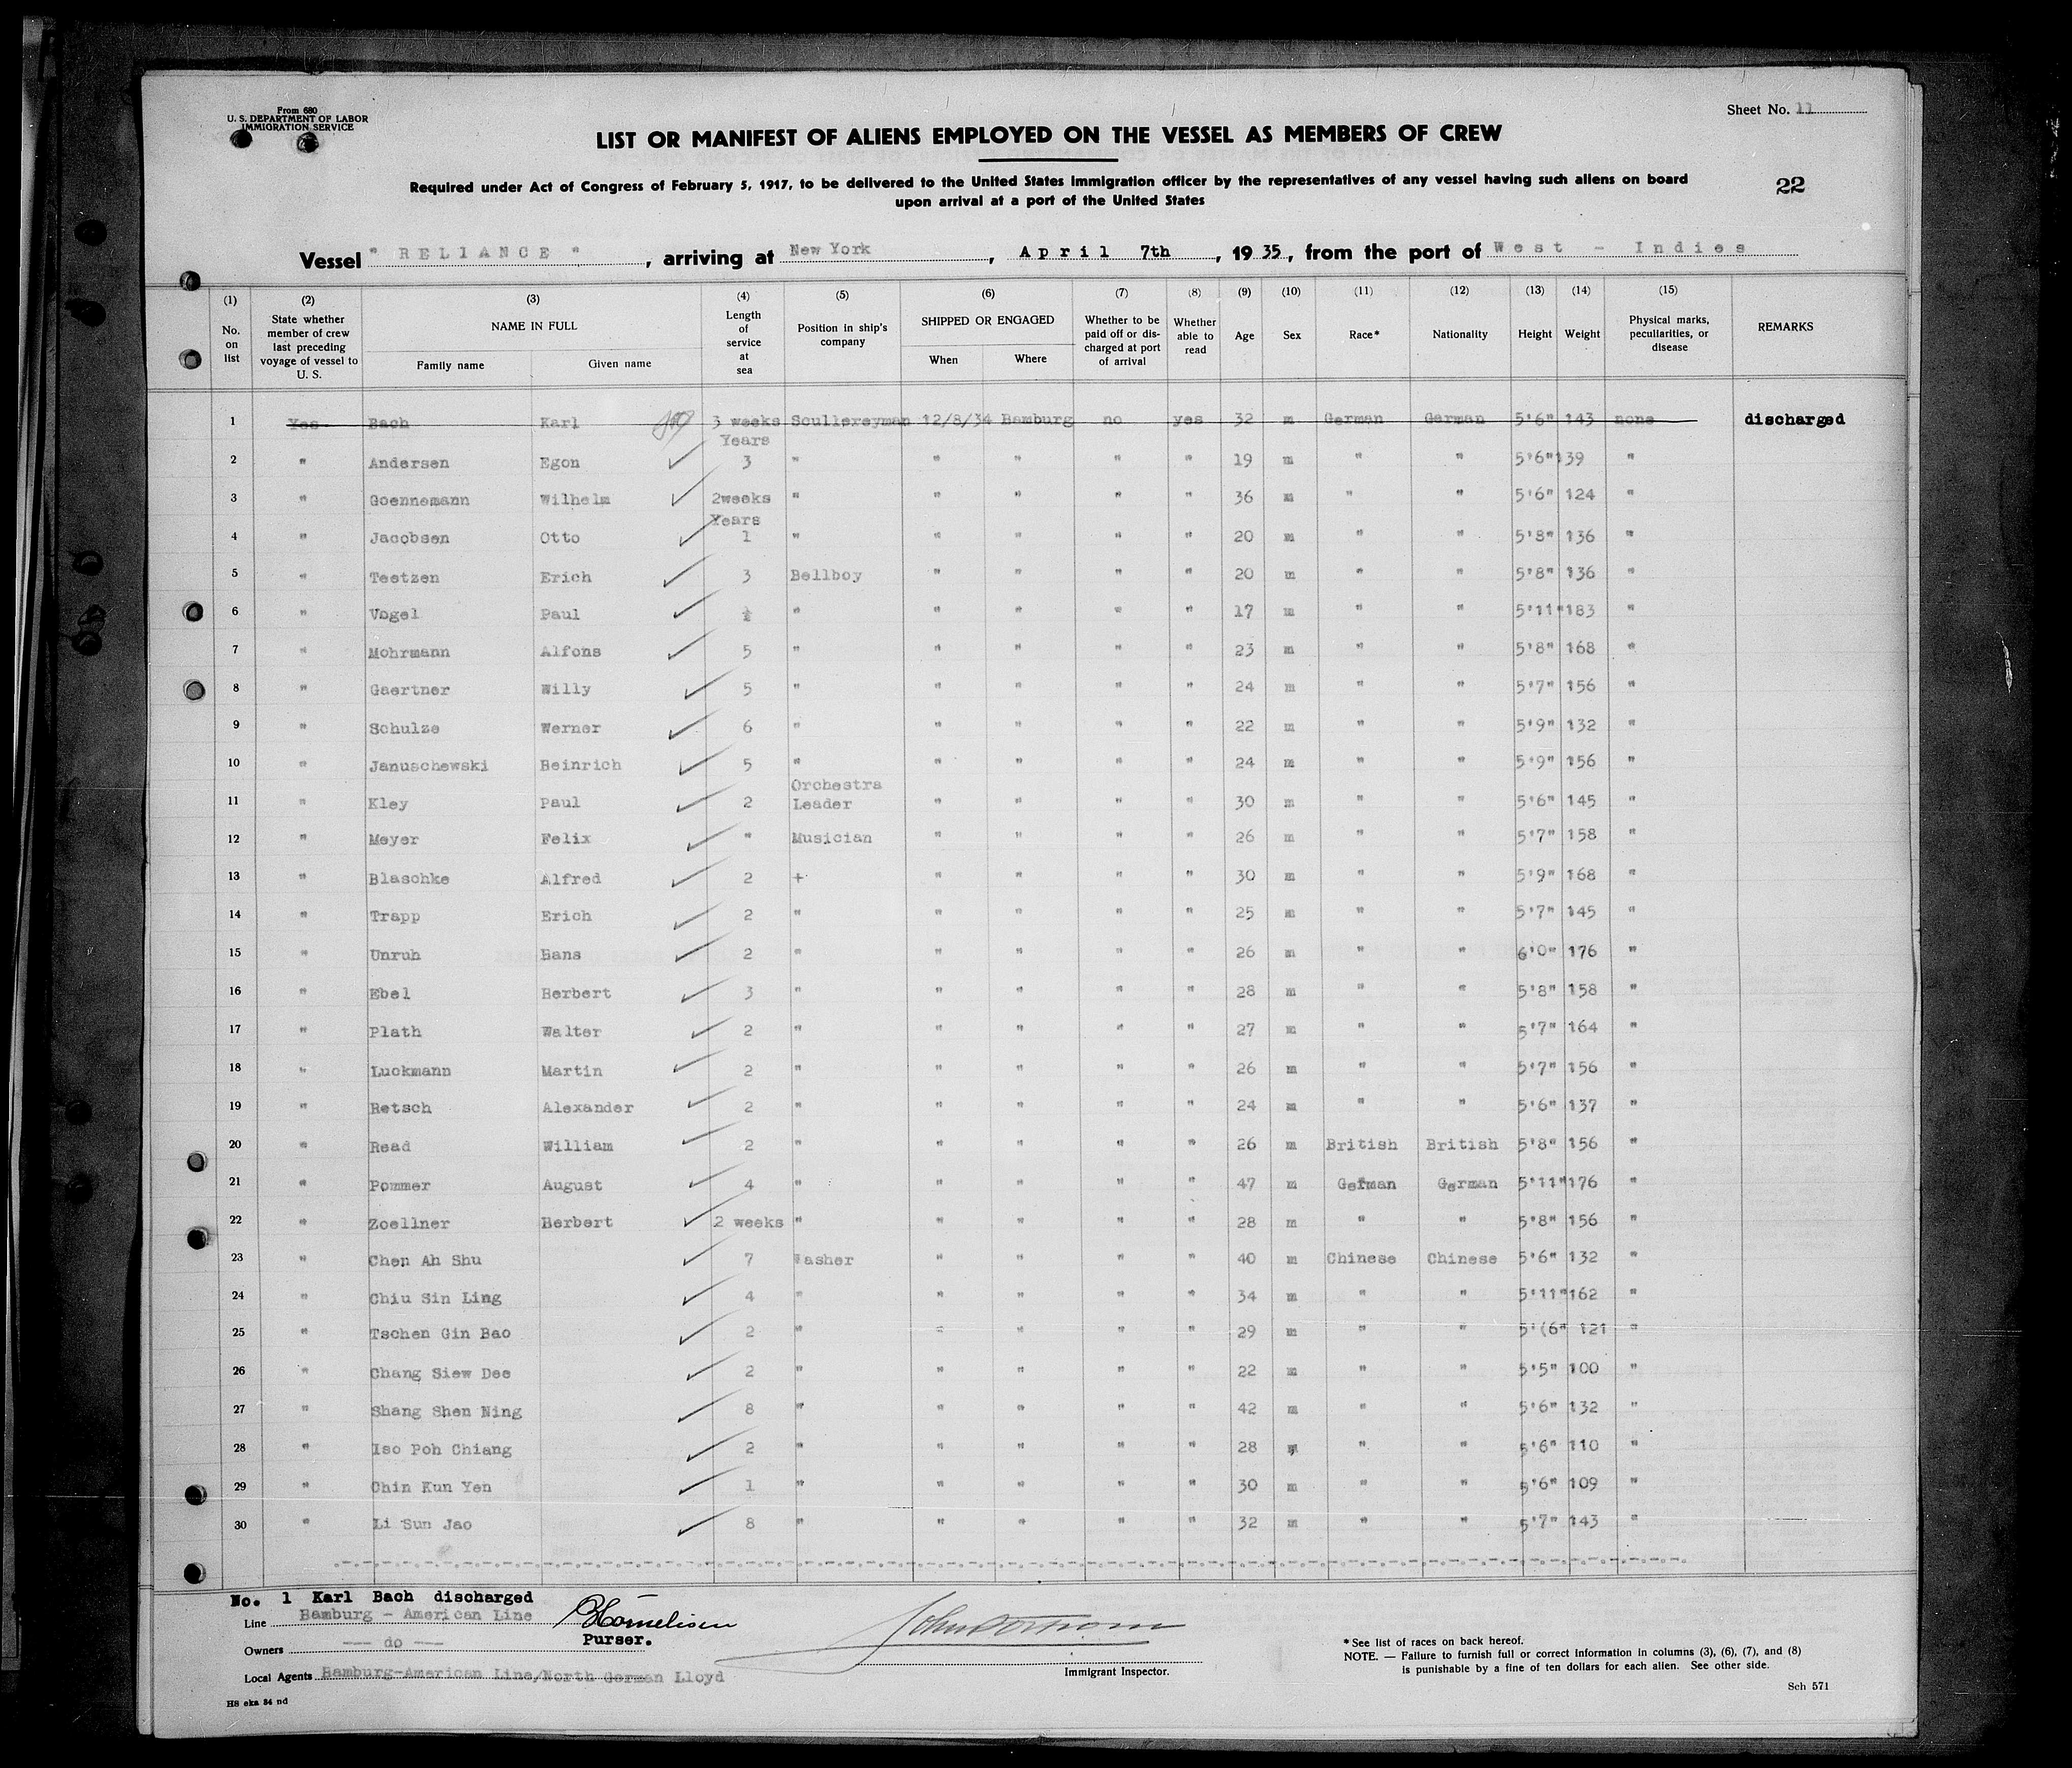 From 680
U. S. DEPARTMENT OF LABOR
IMMIGRATION SERVICE
Sheet No. 11
LIST OR MANIFEST OF ALIENS EMPLOYED ON THE VESSEL AS MEMBERS OF CREW
Required under Act of Congress of February 5, 1917, to be delivered to the United States Immigration officer by the representatives of any vessel having such aliens on board
upon arrival at a port of the United States
22
Vessel " RELIANCE ", arriving at New York, April 7th, 1935, from the port of West - Indies
(1) (2) (3) (4) (5) (6) (7) (8) (9) (10) (11) (12) (13) (14) (15)
No. on list | State whether member of crew last preceding voyage of vessel to U. S. | NAME IN FULL Family name Given name | Length of service at sea | Position in ship's company | SHIPPED OR ENGAGED When Where | Whether to be paid off or discharged at port of arrival | Whether able to read | Age | Sex | Race* | Nationality | Height | Weight | Physical marks, peculiarities, or disease | REMARKS
1 Yes Bach Karl 3 weeks Scullereyman 12/8/34 Hamburg no yes 32 m German German 5'6" 143 none discharged
Years
2 " Andersen Egon 3 " " " " " 19 m " " 5'6" 139 "
3 " Goennemann Wilhelm 2weeks " " " " " 36 m " " 5'6" 124 "
Years
4 " Jacobsen Otto 1 " " " " " 20 m " " 5'8" 136 "
5 " Teetzen Erich 3 Bellboy " " " " 20 m " " 5'8" 136 "
6 " Vogel Paul " " " " " 17 m " " 5'11" 183 "
7 " Mohrmann Alfons 5 " " " " " 23 m " " 5'8" 168 "
8 " Gaertner Willy 5 " " " " " 24 m " " 5'7" 156 "
9 " Schulze Werner 6 " " " " " 22 m " " 5'9" 132 "
10 " Januschewski Heinrich 5 " " " " " 24 m " " 5'9" 156 "
11 " Kley Paul 2 Orchestra Leader " " " " 30 m " " 5'6" 145 "
12 " Meyer Felix " Musician " " " " 26 m " " 5'7" 158 "
13 " Blaschke Alfred 2 + " " " " 30 m " " 5'9" 168 "
14 " Trapp Erich 2 " " " " " 25 m " " 5'7" 145 "
15 " Unruh Hans 2 " " " " " 26 m " " 6'0" 176 "
16 " Ebel Herbert 3 " " " " " 28 m " " 5'8" 158 "
17 " Plath Walter 2 " " " " " 27 m " " 5'7" 164 "
18 " Luckmann Martin 2 " " " " " 26 m " " 5'7" 156 "
19 " Retsch Alexander 2 " " " " " 24 m " " 5'6" 137 "
20 " Read William 2 " " " " " 26 m British British 5'8" 156 "
21 " Pommer August 4 " " " " " 47 m German German 5'11" 176 "
22 " Zoellner Herbert 2 weeks " " " " " 28 m " " 5'8" 156 "
23 " Chen Ah Shu 7 Washer " " " " 40 m Chinese Chinese 5'6" 132 "
24 " Chiu Sin Ling 4 " " " " " 34 m " " 5'11" 162 "
25 " Tschen Gin Bao 2 " " " " " 29 m " " 5'(6" 121 "
26 " Chang Siew Dee 2 " " " " " 22 m " " 5'5" 100 "
27 " Shang Shen Ning 8 " " " " " 42 m " " 5'6" 132 "
28 " Iso Poh Chiang 2 " " " " " 28 m " " 5'6" 110 "
29 " Chin Kun Yen 1 " " " " " 30 m " " 5'6" 109 "
30 " Li Sun Jao 8 " " " " " 32 m " " 5'7" 143 "
No. 1 Karl Bach discharged
Line Hamburg - American Line
Purser.
Owners --- do ---
Local Agents Hamburg-American Line/North German Lloyd
Immigrant Inspector.
* See list of races on back hereof.
NOTE. — Failure to furnish full or correct information in columns (3), (6), (7), and (8)
is punishable by a fine of ten dollars for each alien. See other side.
HS eka 84 nd
Sch 571